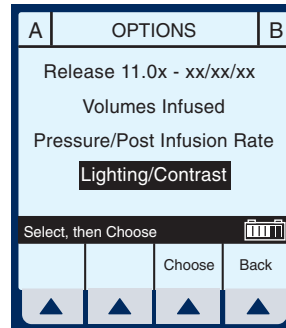 A OPTIONS B
Release 11.0x - xx/xx/xx
Volumes Infused
Pressure/Post Infusion Rate
Lighting/Contrast
Select, then Choose
Choose Back